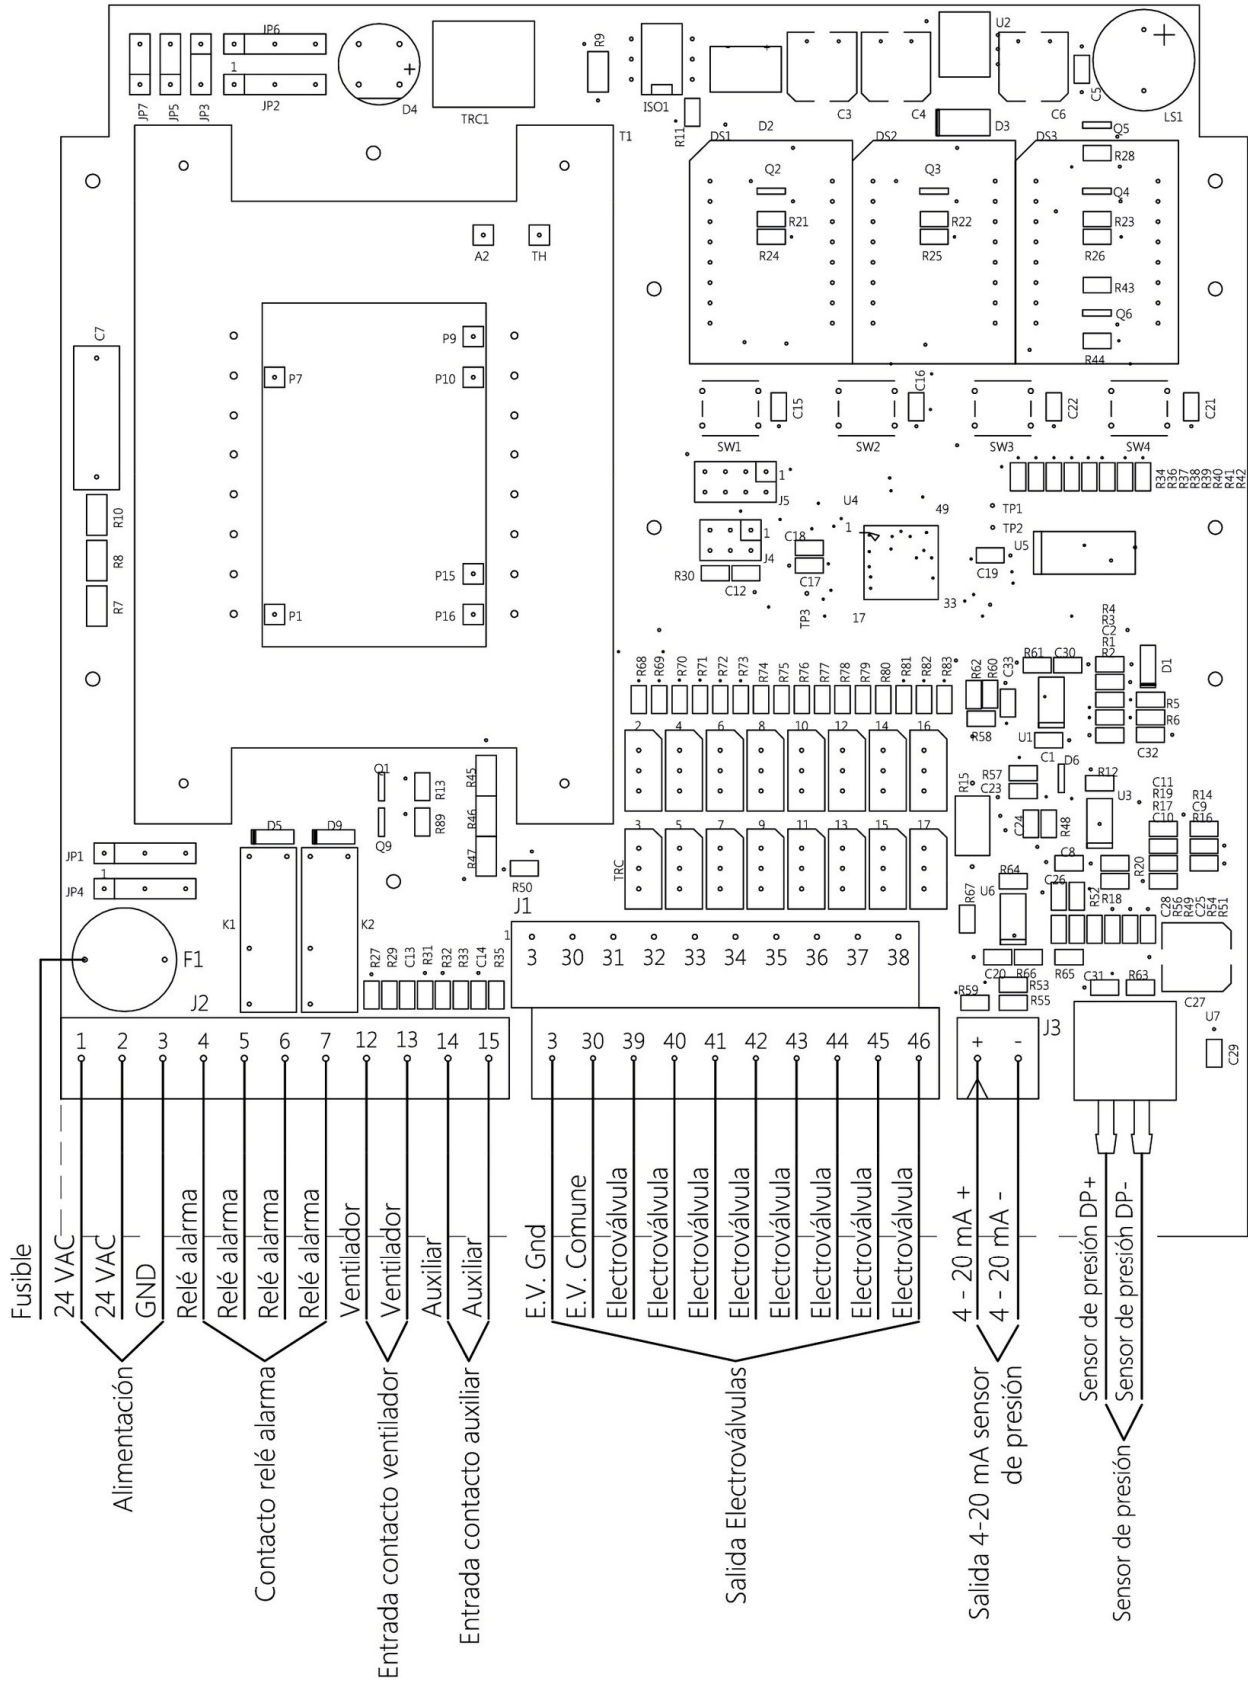 JP7
JP5
JP3
JP6
1
JP2
D4
TRC1
R9
ISO1
R11
T1
D2
C3
C4
U2
D3
C6
C5
LS1
DS1
DS2
DS3
Q5
R28
Q2
Q3
Q4
R21
R22
R23
R24
R25
R26
R43
Q6
R44
A2
TH
C7
P9
P7
P10
P15
P1
P16
R10
R8
R7
SW1
C15
SW2
C16
SW3
C22
SW4
C21
R34
R36
R37
R38
R39
R40
R41
R42
1
J5
1
J4
R30
C12
C18
C17
TP3
U4
1
49
33
17
TP1
TP2
C19
U5
R4
R3
C2
R1
R2
D1
R5
R6
C32
R68
R69
R70
R71
R72
R73
R74
R75
R76
R77
R78
R79
R80
R81
R82
R83
R62
R60
C33
R61
C30
R58
U1
C1
2
4
6
8
10
12
14
16
3
5
7
9
11
13
15
17
TRC
R15
R57
C23
D6
R12
U3
C24
R48
C11
R19
R17
C10
R14
C9
R16
C8
R20
R64
C26
R52
R18
R67
U6
C28
R56
R49
C25
R54
R51
C20
R66
R65
R53
R55
R59
C31
R63
C27
U7
C29
Q1
R13
Q9
R89
R45
R46
R47
R50
D5
D9
JP1
1
JP4
K1
K2
F1
R27
R29
C13
R31
R32
R33
C14
R35
J1
1
3 30 31 32 33 34 35 36 37 38
J2
1 2 3 4 5 6 7 12 13 14 15
3 30 39 40 41 42 43 44 45 46
+ -
J3
Fusible
24 VAC
24 VAC
GND
Relé alarma
Relé alarma
Relé alarma
Relé alarma
Ventilador
Ventilador
Auxiliar
Auxiliar
E.V. Gnd
E.V. Comune
Electroválvula
Electroválvula
Electroválvula
Electroválvula
Electroválvula
Electroválvula
Electroválvula
Electroválvula
4 - 20 mA +
4 - 20 mA -
Sensor de presión DP+
Sensor de presión DP-
Alimentación
Contacto relé alarma
Entrada contacto ventilador
Entrada contacto auxiliar
Salida Electroválvulas
Salida 4-20 mA sensor
de presión
Sensor de presión